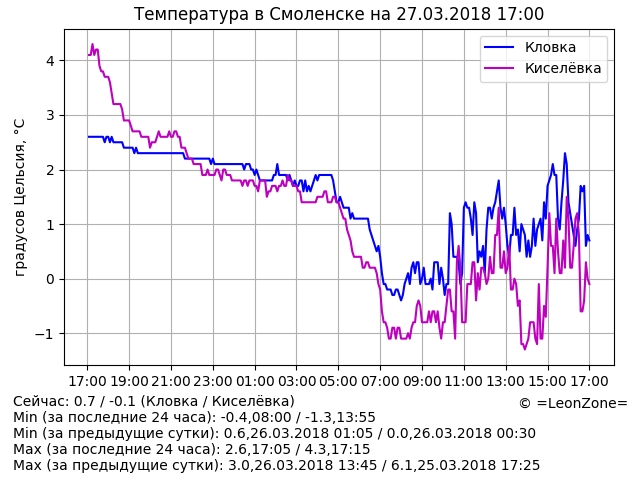 Температура в Смоленске на 27.03.2018 17:00
Кловка
Киселёвка
градусов Цельсия, °C
4
3
2
1
0
−1
17:00 19:00 21:00 23:00 01:00 03:00 05:00 07:00 09:00 11:00 13:00 15:00 17:00
Сейчас: 0.7 / -0.1 (Кловка / Киселёвка)
© =LeonZone=
Min (за последние 24 часа): -0.4,08:00 / -1.3,13:55
Min (за предыдущие сутки): 0.6,26.03.2018 01:05 / 0.0,26.03.2018 00:30
Max (за последние 24 часа): 2.6,17:05 / 4.3,17:15
Max (за предыдущие сутки): 3.0,26.03.2018 13:45 / 6.1,25.03.2018 17:25